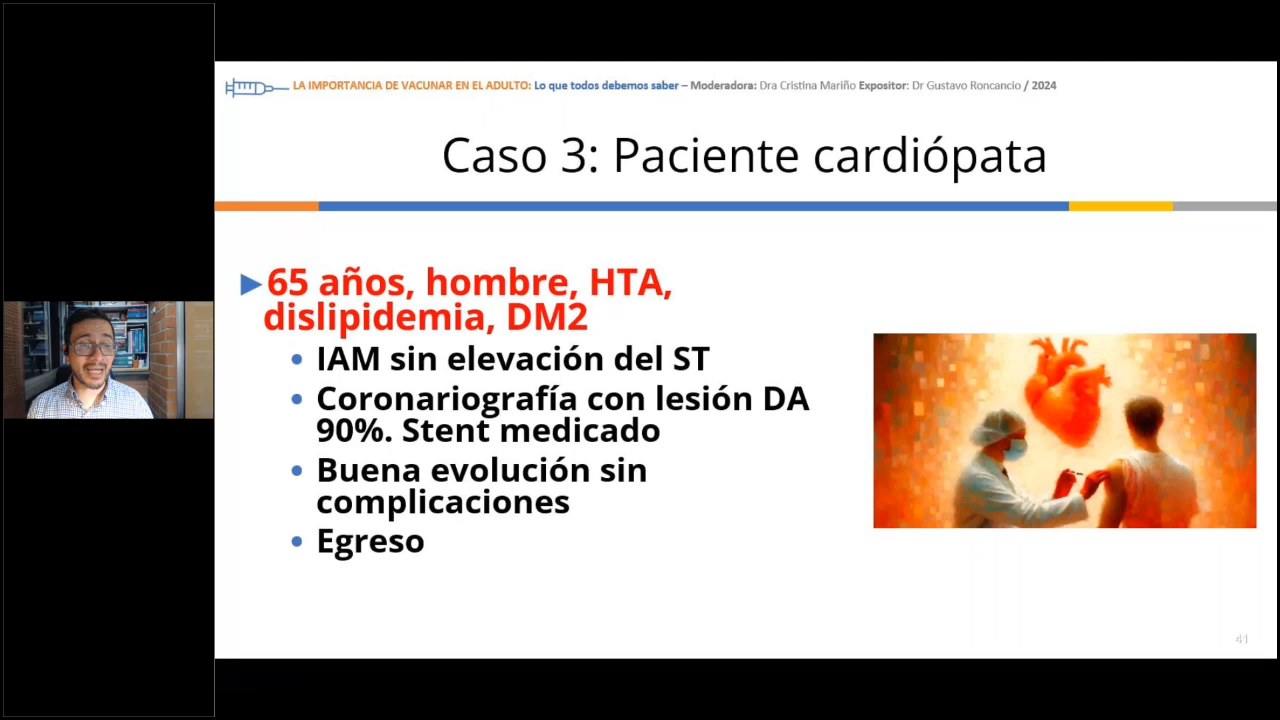 LA IMPORTANCIA DE VACUNAR EN EL ADULTO: Lo que todos debemos saber – Moderadora: Dra Cristina Mariño Expositor: Dr Gustavo Roncancio / 2024
Caso 3: Paciente cardiópata
►65 años, hombre, HTA,
dislipidemia, DM2
• IAM sin elevación del ST
• Coronariografía con lesión DA
90%. Stent medicado
• Buena evolución sin
complicaciones
• Egreso
41